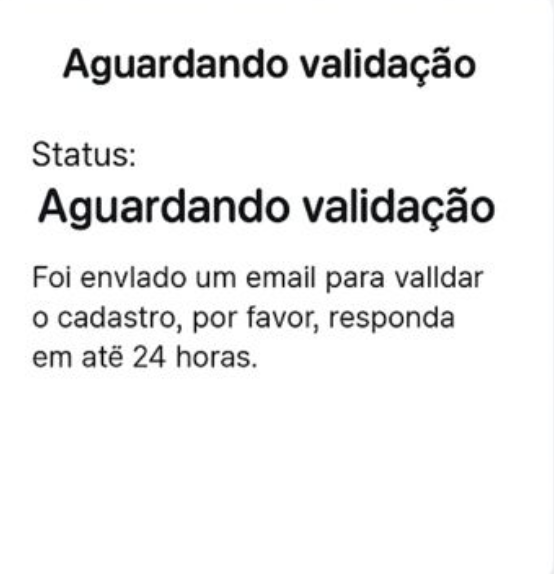 Aguardando validação
Status:
Aguardando validação
Foi envlado um email para valldar
o cadastro, por favor, responda
em atë 24 horas.